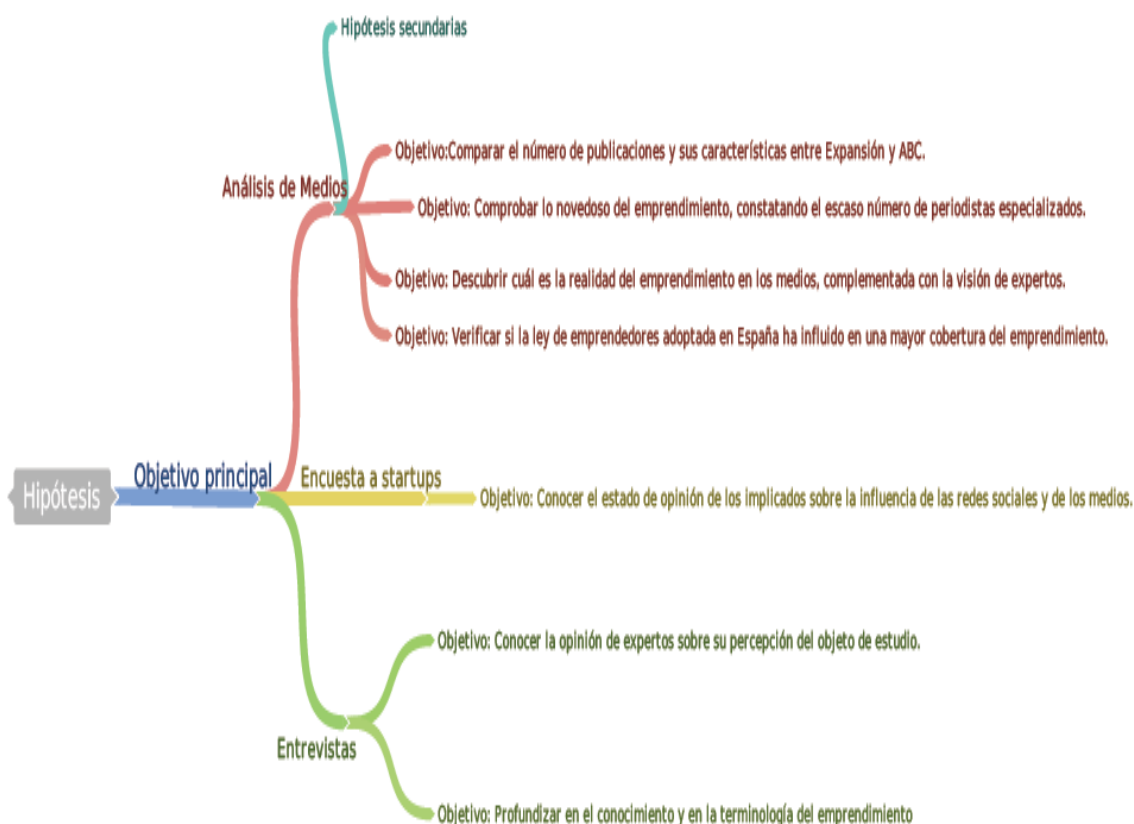 Hipótesis secundarias
Objetivo:Comparar el número de publicaciones y sus características entre Expansión y ABC.
Análisis de Medios
Objetivo: Comprobar lo novedoso del emprendimiento, constatando el escaso número de periodistas especializados.
Objetivo: Descubrir cuál es la realidad del emprendimiento en los medios, complementada con la visión de expertos.
Objetivo: Verificar si la ley de emprendedores adoptada en España ha influido en una mayor cobertura del emprendimiento.
Hipótesis
Objetivo principal
Encuesta a startups
Objetivo: Conocer el estado de opinión de los implicados sobre la influencia de las redes sociales y de los medios.
Objetivo: Conocer la opinión de expertos sobre su percepción del objeto de estudio.
Entrevistas
Objetivo: Profundizar en el conocimiento y en la terminología del emprendimiento